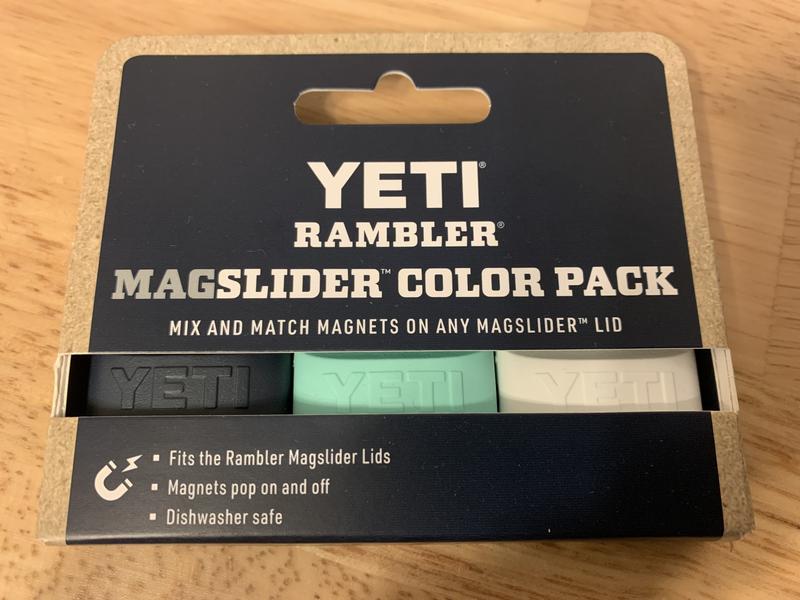 YETI®
RAMBLER®
MAGSLIDER™ COLOR PACK
MIX AND MATCH MAGNETS ON ANY MAGSLIDER™ LID
YETI YETI YETI
▪ Fits the Rambler Magslider Lids
▪ Magnets pop on and off
▪ Dishwasher safe